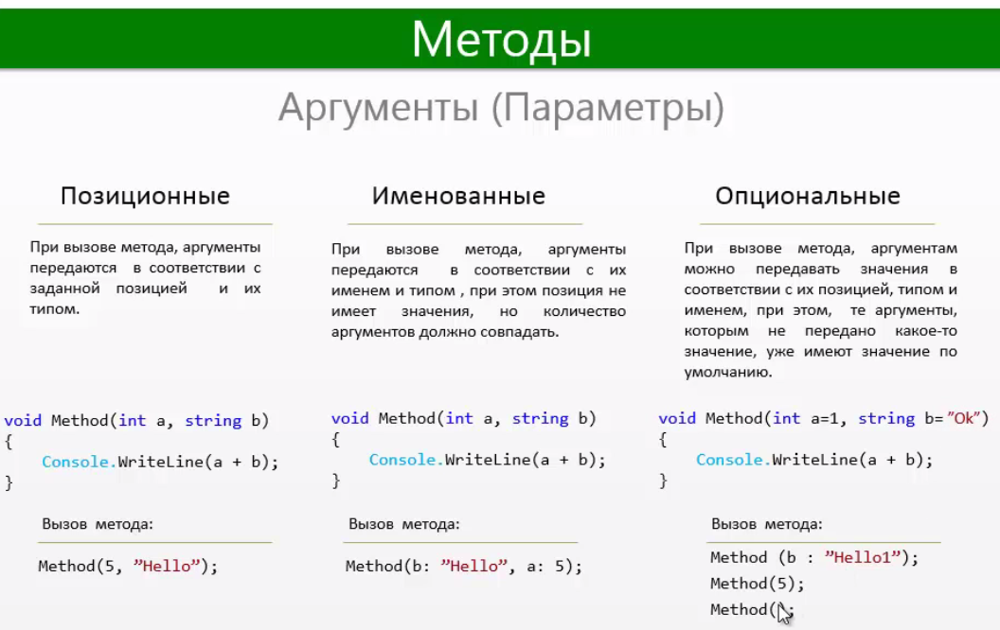 Методы
Аргументы (Параметры)
Позиционные
При вызове метода, аргументы
передаются в соответствии с
заданной позицией и их
типом.
void Method(int a, string b)
{
Console.WriteLine(a + b);
}
Вызов метода:
Method(5, ”Hello”);
Именованные
При вызове метода, аргументы
передаются в соответствии с их
именем и типом , при этом позиция не
имеет значения, но количество
аргументов должно совпадать.
void Method(int a, string b)
{
Console.WriteLine(a + b);
}
Вызов метода:
Method(b: ”Hello”, a: 5);
Опциональные
При вызове метода, аргументам
можно передавать значения в
соответствии с их позицией, типом и
именем, при этом, те аргументы,
которым не передано какое-то
значение, уже имеют значение по
умолчанию.
void Method(int a=1, string b=”Ok”)
{
Console.WriteLine(a + b);
}
Вызов метода:
Method (b : ”Hello1”);
Method(5);
Method(